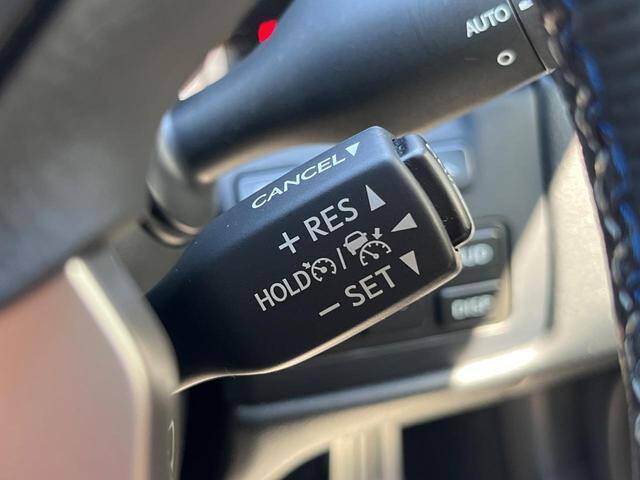 AUTO
CANCEL
+ RES
HOLD /
− SET